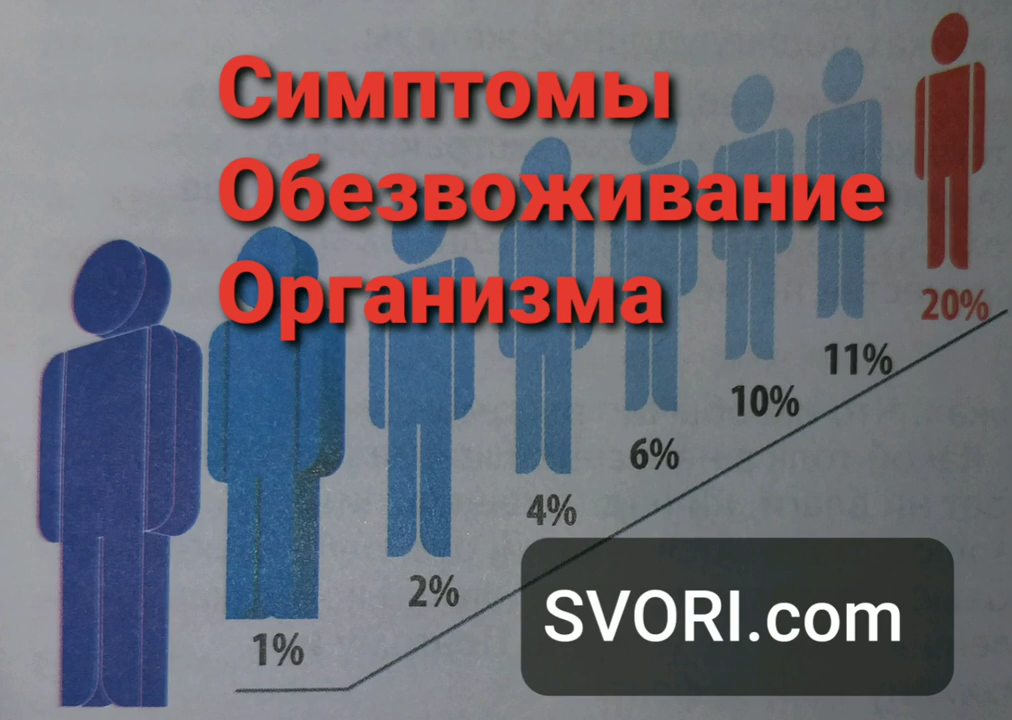 Симптомы
Обезвоживание
Организма
20%
11%
10%
6%
4%
2%
1%
SVORI.com